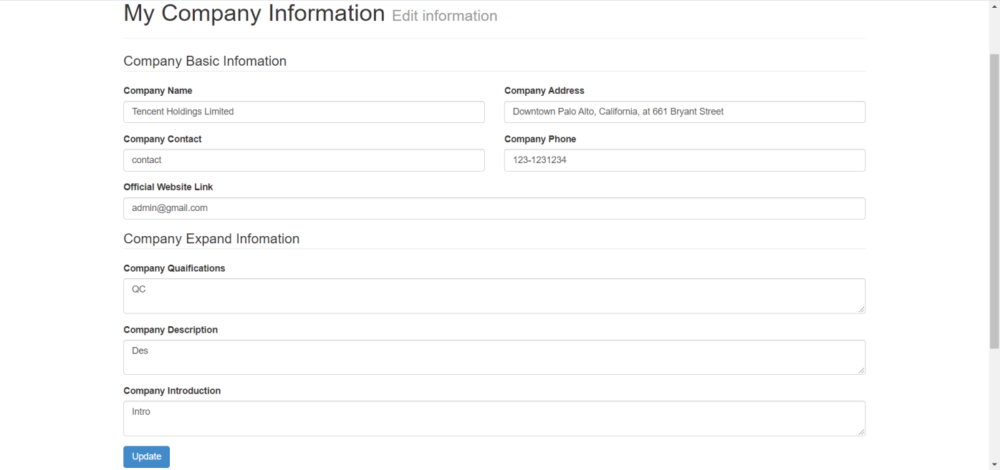 My Company Information Edit information
Company Basic Infomation
Company Name
Tencent Holdings Limited
Company Address
Downtown Palo Alto, California, at 661 Bryant Street
Company Contact
contact
Company Phone
123-1231234
Official Website Link
admin@gmail.com
Company Expand Infomation
Company Quaifications
QC
Company Description
Des
Company Introduction
Intro
Update